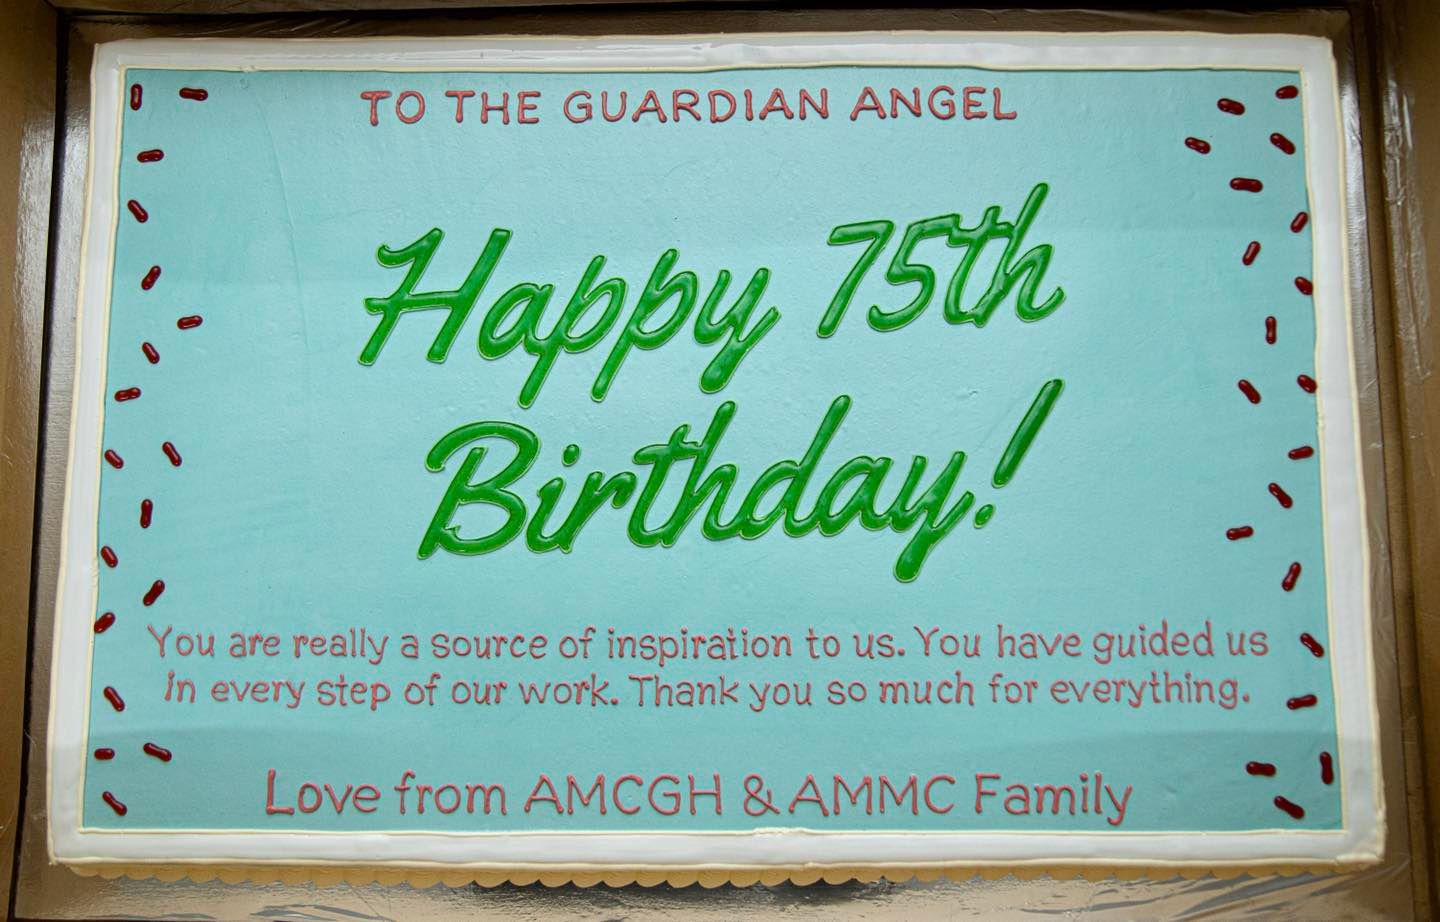 TO THE GUARDIAN ANGEL
Happy 75th
Birthday!
You are really a source of inspiration to us. You have guided us
in every step of our work. Thank you so much for everything.
Love from AMCGH & AMMC Family